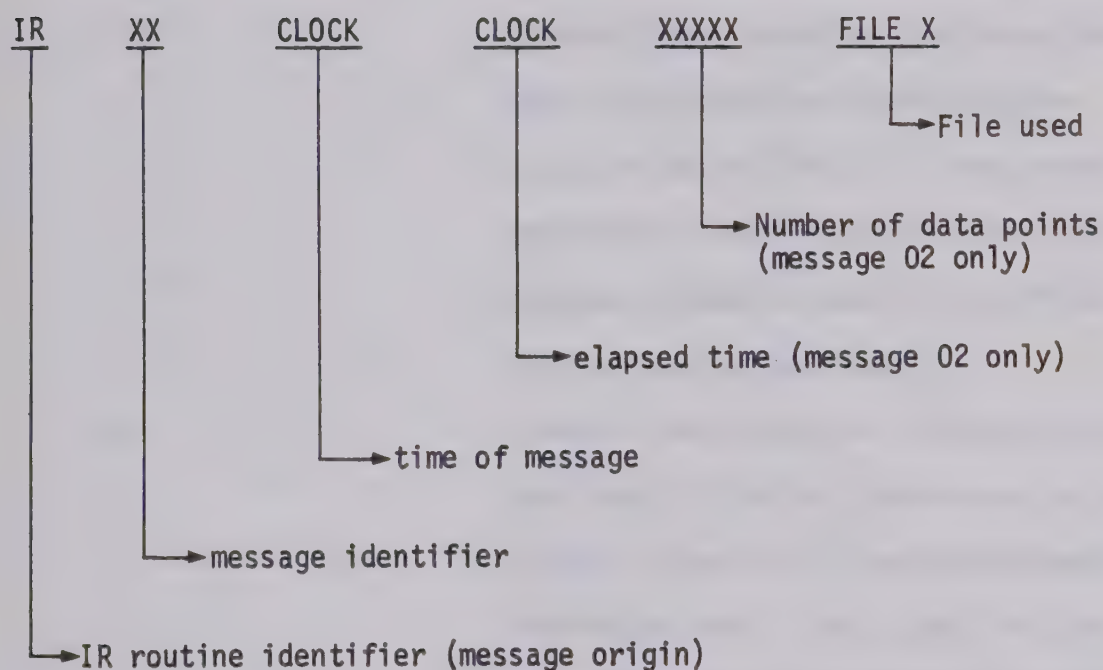 IR XX CLOCK CLOCK XXXXX FILE X
File used
Number of data points
(message 02 only)
elapsed time (message 02 only)
time of message
message identifier
IR routine identifier (message origin)